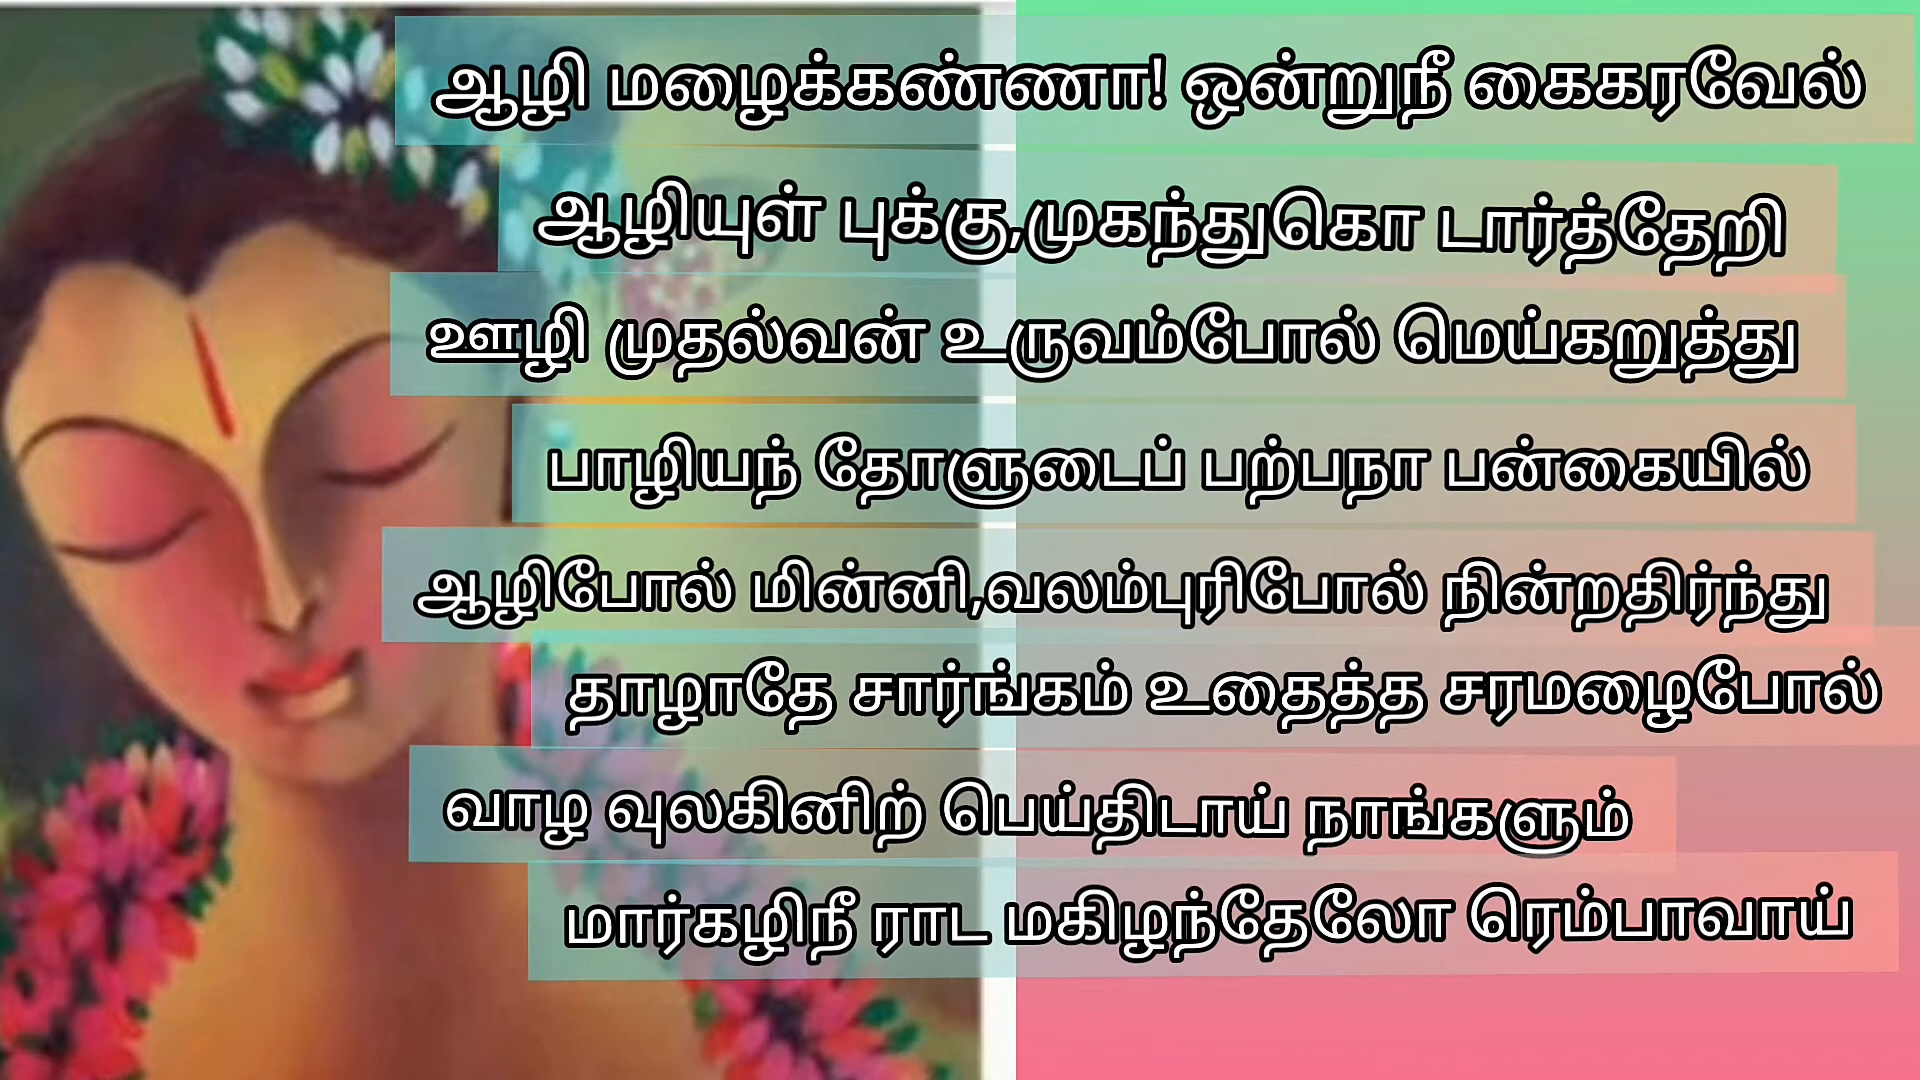 ஆழி மழைக்கண்ணா! ஒன்றுநீ கைகரவேல்
ஆழியுள் புக்கு,முகந்துகொ டார்த்தேறி
ஊழி முதல்வன் உருவம்போல் மெய்கறுத்து
பாழியந் தோளுடைப் பற்பநா பன்கையில்
ஆழிபோல் மின்னி,வலம்புரிபோல் நின்றதிர்ந்து
தாழாதே சார்ங்கம் உதைத்த சரமழைபோல்
வாழ வுலகினிற் பெய்திடாய் நாங்களும்
மார்கழிநீ ராட மகிழந்தேலோ ரெம்பாவாய்